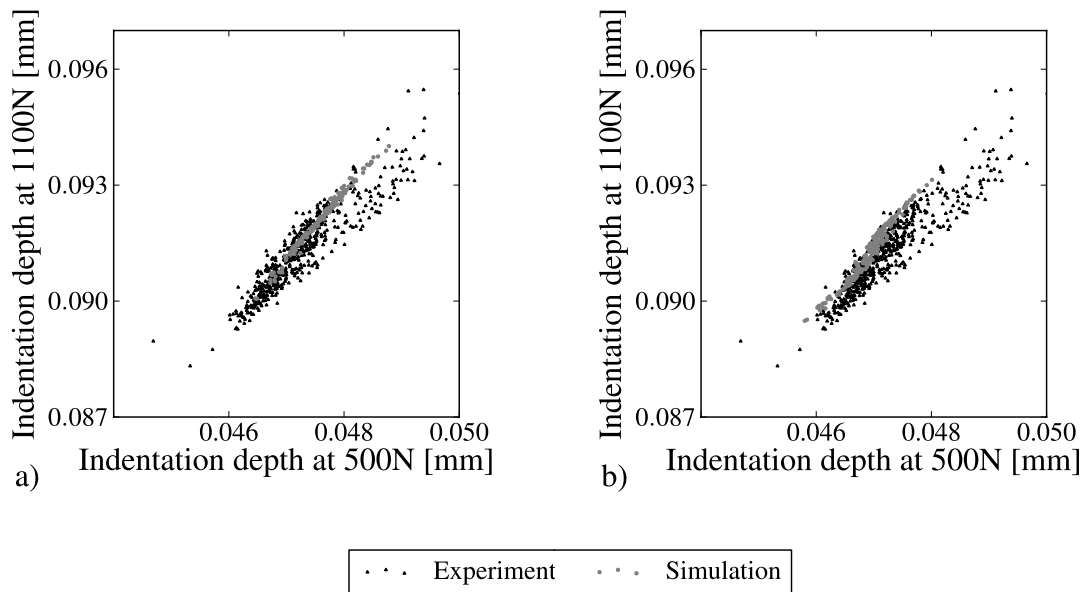 Indentation depth at 1100N [mm]
0.096
0.093
0.090
0.087
0.046
0.048
0.050
Indentation depth at 500N [mm]
a)
Indentation depth at 1100N [mm]
0.096
0.093
0.090
0.087
0.046
0.048
0.050
Indentation depth at 500N [mm]
b)
Experiment
Simulation